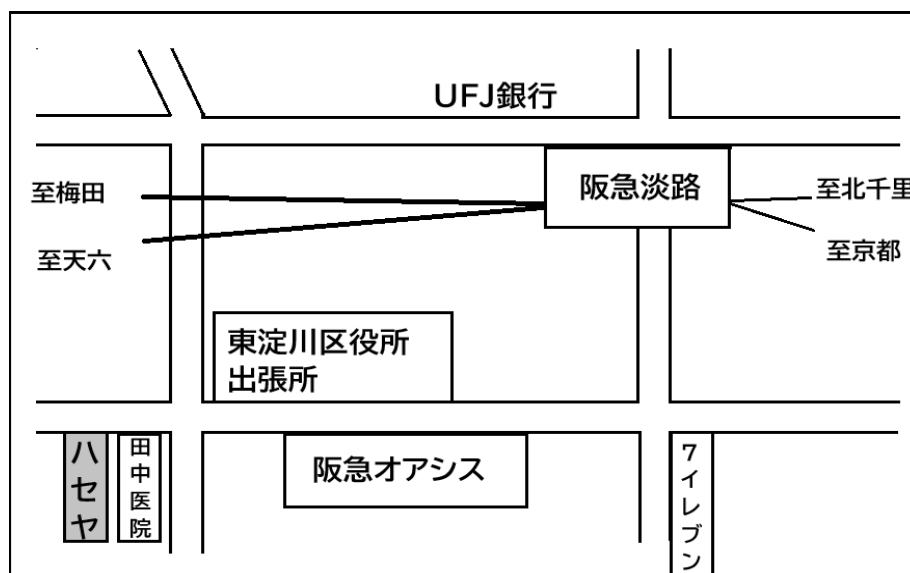 UFJ銀行
至梅田
阪急淡路
至北千里
至天六
至京都
東淀川区役所
出張所
ハセヤ
田中医院
阪急オアシス
7イレブン